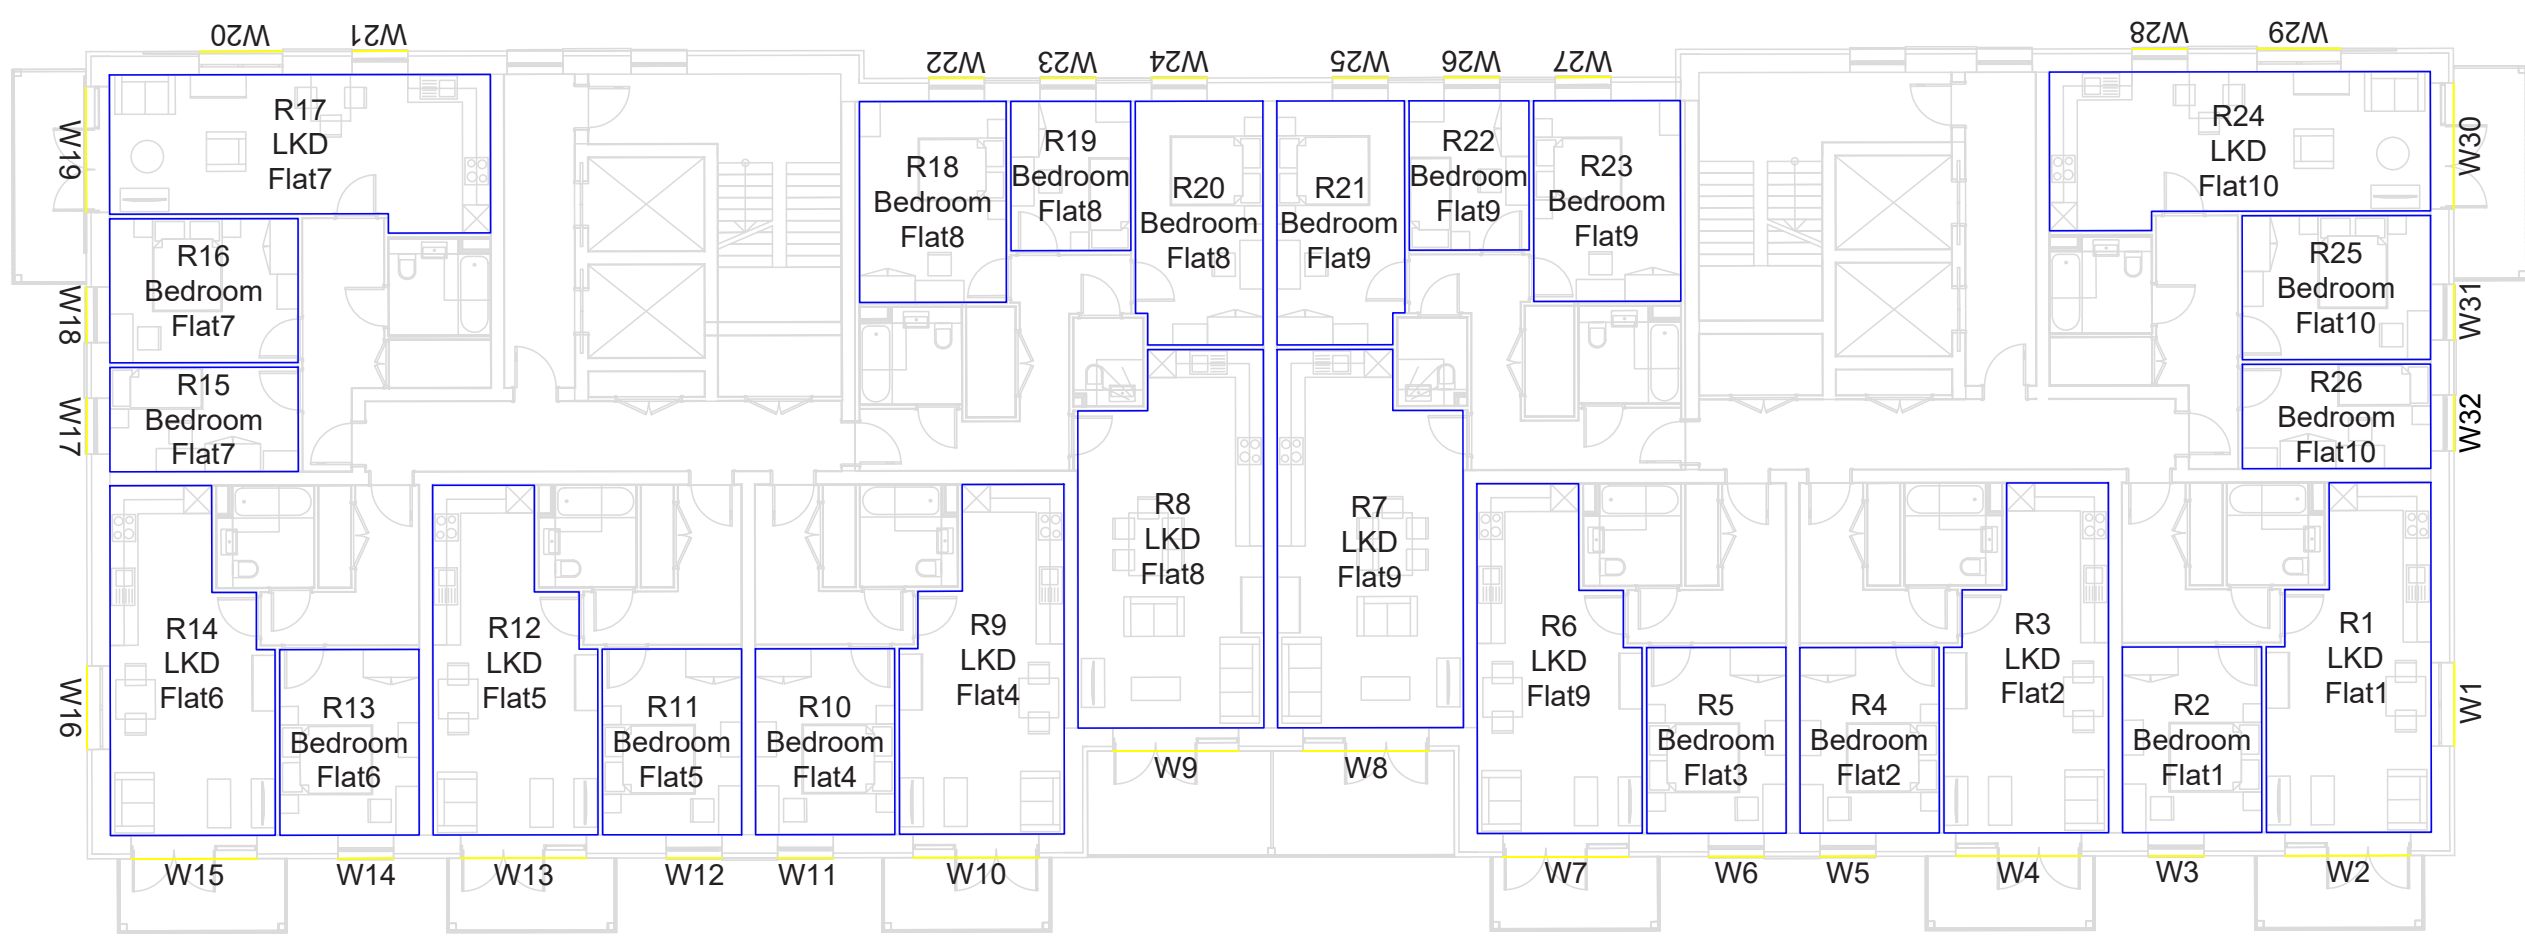 W20
W21
W22
W23
W24
W25
W26
W27
W28
W29
R17
LKD
Flat7
R18
Bedroom
Flat8
R19
Bedroom
Flat8
R20
Bedroom
Flat8
R21
Bedroom
Flat9
R22
Bedroom
Flat9
R23
Bedroom
Flat9
R24
LKD
Flat10
W19
W30
R16
Bedroom
Flat7
R25
Bedroom
Flat10
W18
W31
R15
Bedroom
Flat7
R26
Bedroom
Flat10
W17
W32
R14
LKD
Flat6
R13
Bedroom
Flat6
R12
LKD
Flat5
R11
Bedroom
Flat5
R10
Bedroom
Flat4
R9
LKD
Flat4
R8
LKD
Flat8
R7
LKD
Flat9
R6
LKD
Flat9
R5
Bedroom
Flat3
R4
Bedroom
Flat2
R3
LKD
Flat2
R2
Bedroom
Flat1
R1
LKD
Flat1
W16
W1
W9
W8
W15
W14
W13
W12
W11
W10
W7
W6
W5
W4
W3
W2